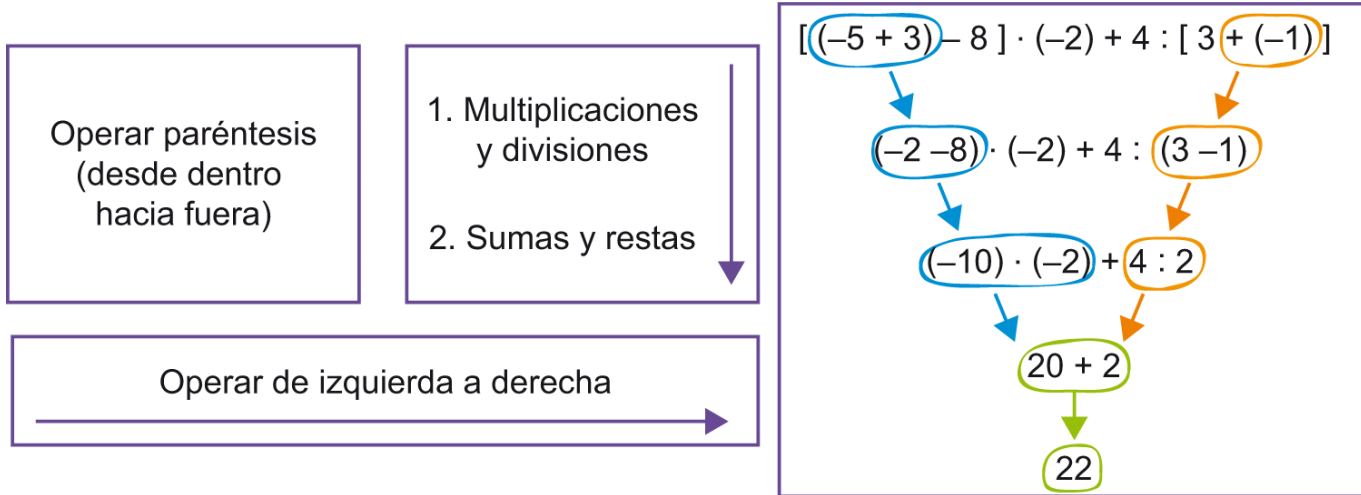 Operar paréntesis
(desde dentro
hacia fuera)
1. Multiplicaciones
y divisiones
2. Sumas y restas
Operar de izquierda a derecha
[(–5 + 3)– 8 ] · (–2) + 4 : [ 3 + (–1) ]
(–2 –8) · (–2) + 4 : (3 –1)
(–10) · (–2) + 4 : 2
20 + 2
22